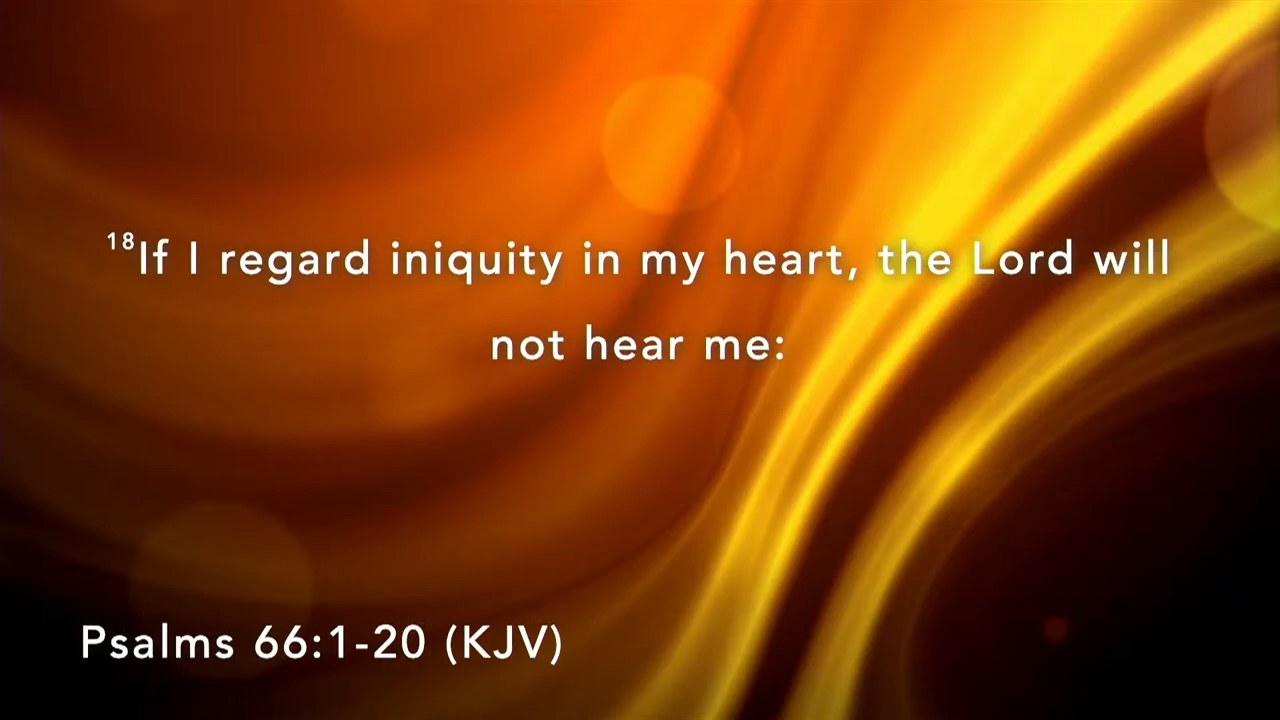 18If I regard iniquity in my heart, the Lord will
not hear me:
Psalms 66:1-20 (KJV)